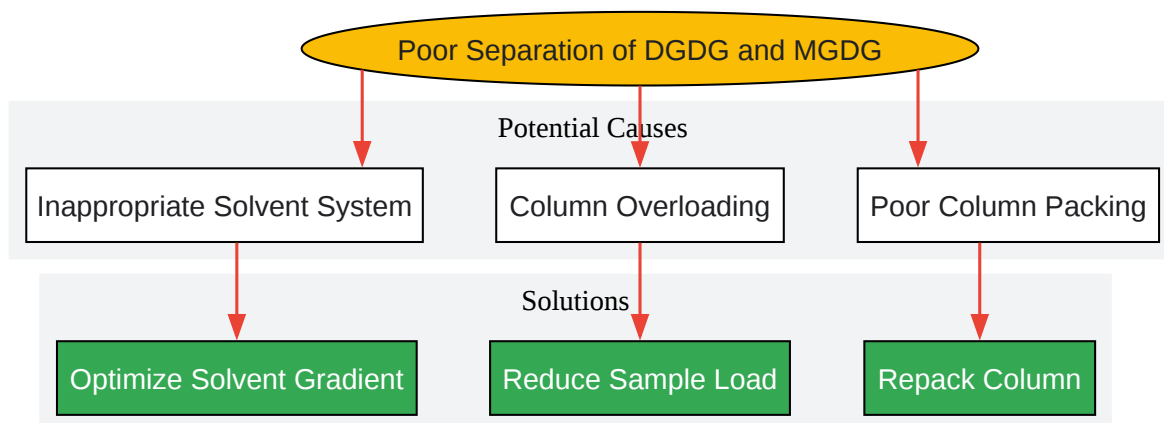 Poor Separation of DGDG and MGDG
Potential Causes
Inappropriate Solvent System
Column Overloading
Poor Column Packing
Solutions
Optimize Solvent Gradient
Reduce Sample Load
Repack Column